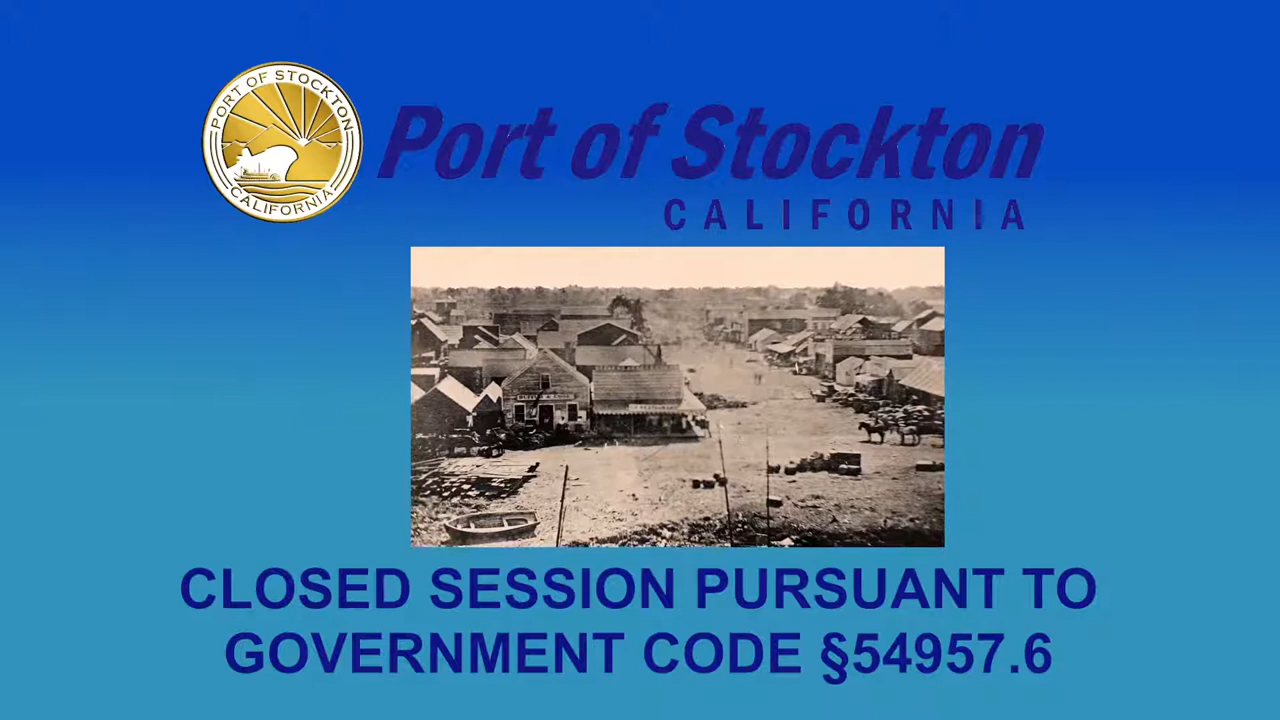 PORT OF STOCKTON
CALIFORNIA
Port of Stockton
CALIFORNIA
CLOSED SESSION PURSUANT TO
GOVERNMENT CODE §54957.6